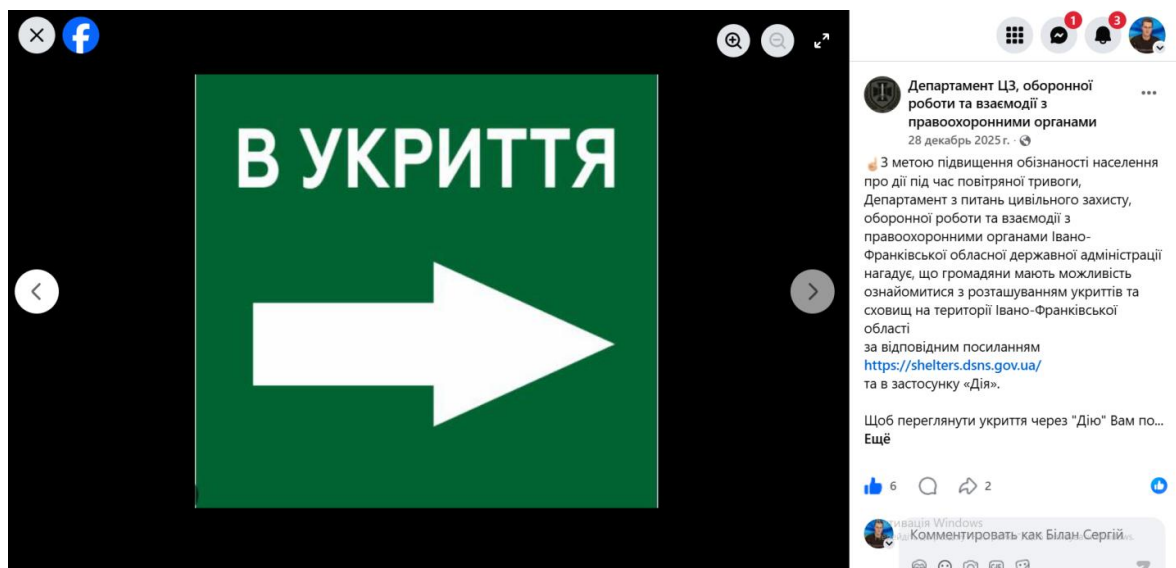 В УКРИТТЯ
1
3
Департамент ЦЗ, оборонної
роботи та взаємодії з
правоохоронними органами
28 декабрь 2025 г. ·
☝З метою підвищення обізнаності населення
про дії під час повітряної тривоги,
Департамент з питань цивільного захисту,
оборонної роботи та взаємодії з
правоохоронними органами Івано-
Франківської обласної державної адміністрації
нагадує, що громадяни мають можливість
ознайомитися з розташуванням укриттів та
сховищ на території Івано-Франківської
області
за відповідним посиланням
https://shelters.dsns.gov.ua/
та в застосунку «Дія».
Щоб переглянути укриття через "Дію" Вам по...
Ещё
6
2
Комментировать как Білан Сергій